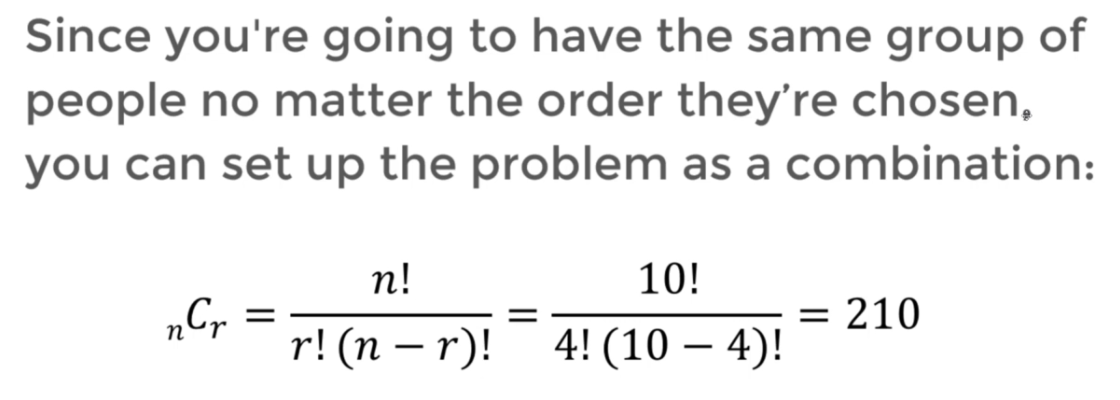 Since you're going to have the same group of
people no matter the order they’re chosen,
you can set up the problem as a combination:
nCr = n! / r! (n − r)! = 10! / 4! (10 − 4)! = 210